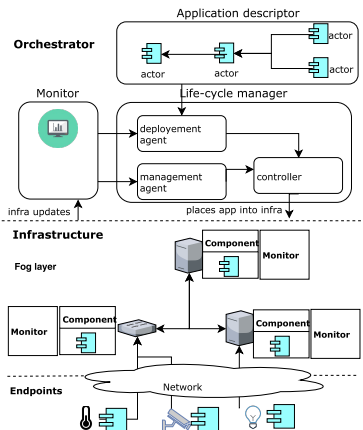 Application descriptor
Orchestrator
actor
actor
actor
actor
Monitor
Life-cycle manager
deployement
agent
management
agent
controller
infra updates
places app into infra
Infrastructure
Fog layer
Component
Monitor
Monitor
Component
Component
Monitor
Endpoints
Network